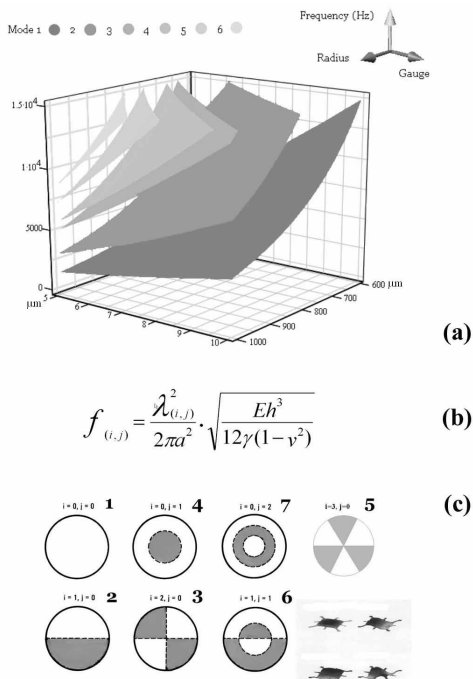 Frequency (Hz)
Mode 1 2 3 4 5 6
Radius
Gauge
1.5·10⁴
1·10⁴
5000
0
μm
5
6
7
8
9
10
1000
900
800
700
600 μm
(a)
f (i,j) = λ²(i,j) / 2πa² · √ Eh³ / 12γ(1−ν²)
(b)
(c)
i = 0, j = 0 1
i = 0, j = 1 4
i = 0, j = 2 7
i=3, j=0 5
i = 1, j = 0 2
i = 2, j = 0 3
i = 1, j = 1 6